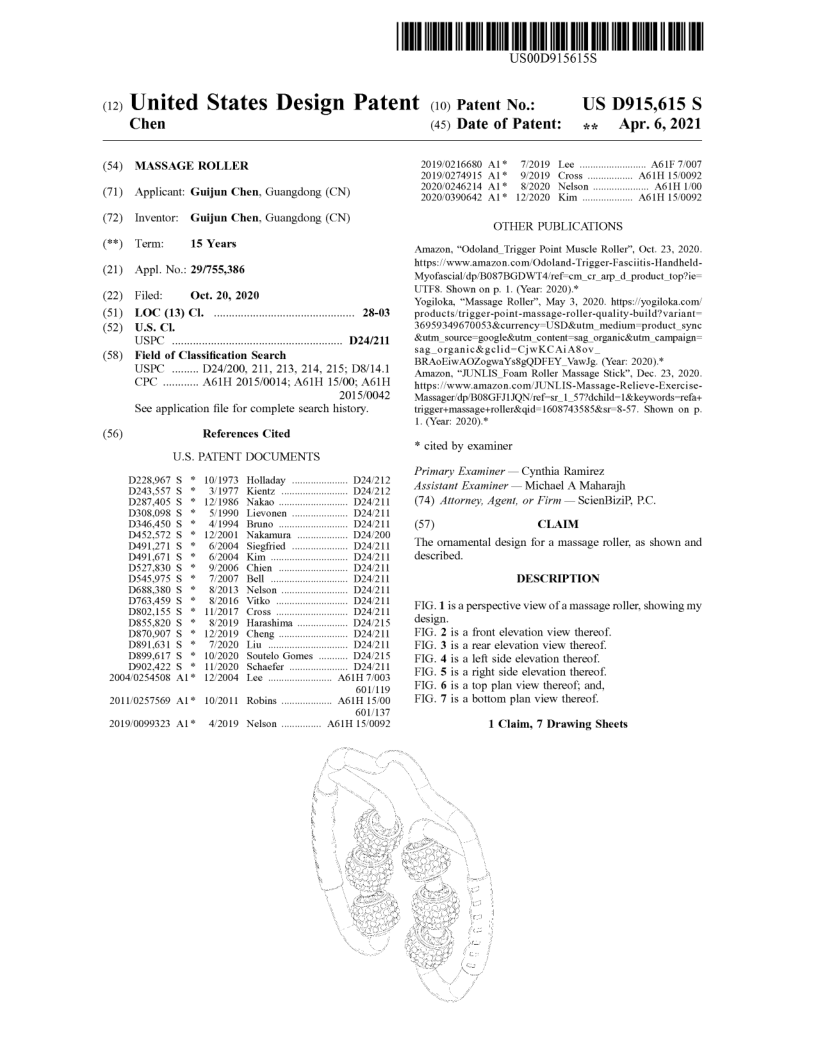 US00D915615S
(12) United States Design Patent
Chen
(10) Patent No.: US D915,615 S
(45) Date of Patent: ** Apr. 6, 2021
(54) MASSAGE ROLLER
(71) Applicant: Guijun Chen, Guangdong (CN)
(72) Inventor: Guijun Chen, Guangdong (CN)
(**) Term: 15 Years
(21) Appl. No.: 29/755,386
(22) Filed: Oct. 20, 2020
(51) LOC (13) Cl. .................................................. 28-03
(52) U.S. Cl.
USPC .......................................................... D24/211
(58) Field of Classification Search
USPC ......... D24/200, 211, 213, 214, 215; D8/14.1
CPC ............ A61H 2015/0014; A61H 15/00; A61H
2015/0042
See application file for complete search history.
(56) References Cited
U.S. PATENT DOCUMENTS
D228,967 S * 10/1973 Holladay ..................... D24/212
D243,557 S * 3/1977 Kientz ......................... D24/212
D287,405 S * 12/1986 Nakao .......................... D24/211
D308,098 S * 5/1990 Lievonen ..................... D24/211
D346,450 S * 4/1994 Bruno .......................... D24/211
D452,572 S * 12/2001 Nakamura ................... D24/200
D491,271 S * 6/2004 Siegfried ..................... D24/211
D491,671 S * 6/2004 Kim ............................. D24/211
D527,830 S * 9/2006 Chien .......................... D24/211
D545,975 S * 7/2007 Bell ............................. D24/211
D688,380 S * 8/2013 Nelson ......................... D24/211
D763,459 S * 8/2016 Vitko ........................... D24/211
D802,155 S * 11/2017 Cross ........................... D24/211
D855,820 S * 8/2019 Harashima ................... D24/215
D870,907 S * 12/2019 Cheng .......................... D24/211
D891,631 S * 7/2020 Liu .............................. D24/211
D899,617 S * 10/2020 Soutelo Gomes ........... D24/215
D902,422 S * 11/2020 Schaefer ...................... D24/211
2004/0254508 A1* 12/2004 Lee ........................ A61H 7/003
601/119
2011/0257569 A1* 10/2011 Robins ................... A61H 15/00
601/137
2019/0099323 A1* 4/2019 Nelson ............... A61H 15/0092
2019/0216680 A1* 7/2019 Lee ......................... A61F 7/007
2019/0274915 A1* 9/2019 Cross ................. A61H 15/0092
2020/0246214 A1* 8/2020 Nelson ..................... A61H 1/00
2020/0390642 A1* 12/2020 Kim ................... A61H 15/0092
OTHER PUBLICATIONS
Amazon, “Odoland_Trigger Point Muscle Roller”, Oct. 23, 2020.
https://www.amazon.com/Odoland-Trigger-Fasciitis-Handheld-
Myofascial/dp/B087BGDWT4/ref=cm_cr_arp_d_product_top?ie=
UTF8. Shown on p. 1. (Year: 2020).*
Yogiloka, “Massage Roller”, May 3, 2020. https://yogiloka.com/
products/trigger-point-massage-roller-quality-build?variant=
36959349670053&currency=USD&utm_medium=product_sync
&utm_source=google&utm_content=sag_organic&utm_campaign=
sag_organic&gclid=CjwKCAiA8ov_
BRAoEiwAOZogwaYs8gQDFEY_VawJg. (Year: 2020).*
Amazon, “JUNLIS_Foam Roller Massage Stick”, Dec. 23, 2020.
https://www.amazon.com/JUNLIS-Massage-Relieve-Exercise-
Massager/dp/B08GFJ1JQN/ref=sr_1_57?dchild=1&keywords=refa+
trigger+massage+roller&qid=1608743585&sr=8-57. Shown on p.
1. (Year: 2020).*
* cited by examiner
Primary Examiner — Cynthia Ramirez
Assistant Examiner — Michael A Maharajh
(74) Attorney, Agent, or Firm — ScienBiziP, P.C.
(57) CLAIM
The ornamental design for a massage roller, as shown and
described.
DESCRIPTION
FIG. 1 is a perspective view of a massage roller, showing my
design.
FIG. 2 is a front elevation view thereof.
FIG. 3 is a rear elevation view thereof.
FIG. 4 is a left side elevation thereof.
FIG. 5 is a right side elevation thereof.
FIG. 6 is a top plan view thereof; and,
FIG. 7 is a bottom plan view thereof.
1 Claim, 7 Drawing Sheets